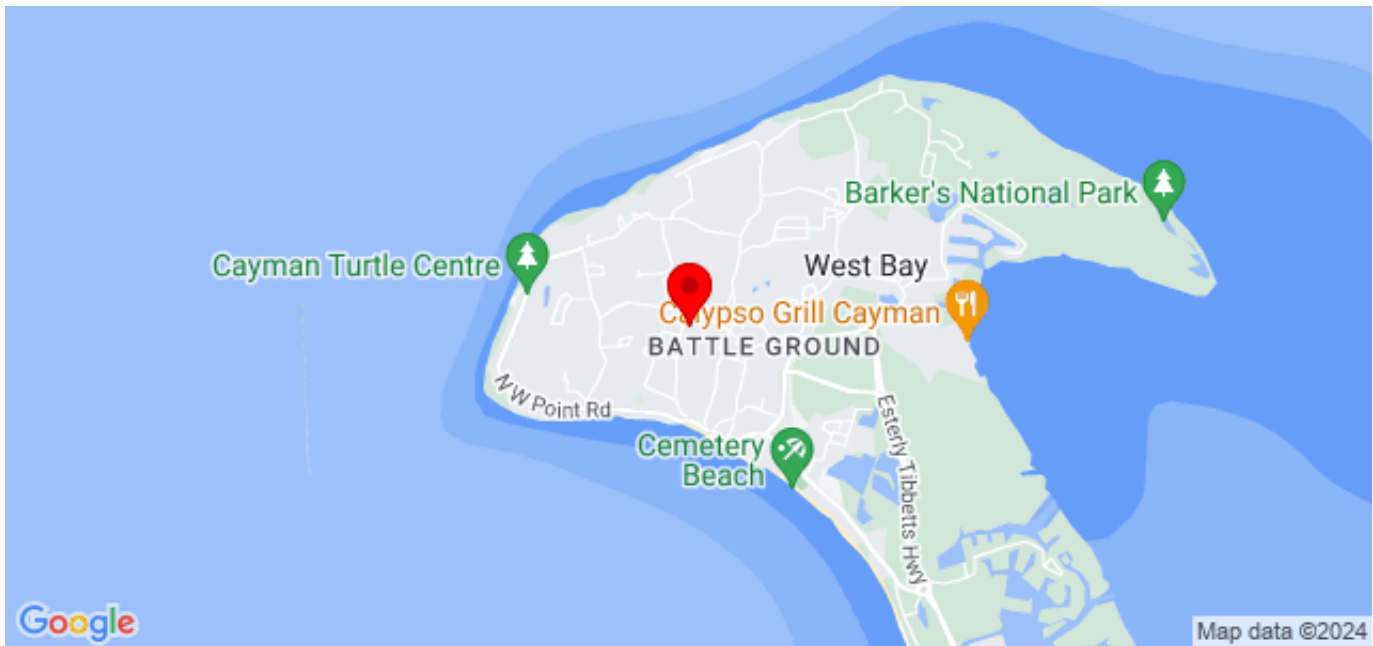 Barker's National Park
Cayman Turtle Centre
West Bay
Calypso Grill Cayman
BATTLE GROUND
NW Point Rd
Esterly Tibbetts Hwy
Cemetery
Beach
Google
Map data ©2024